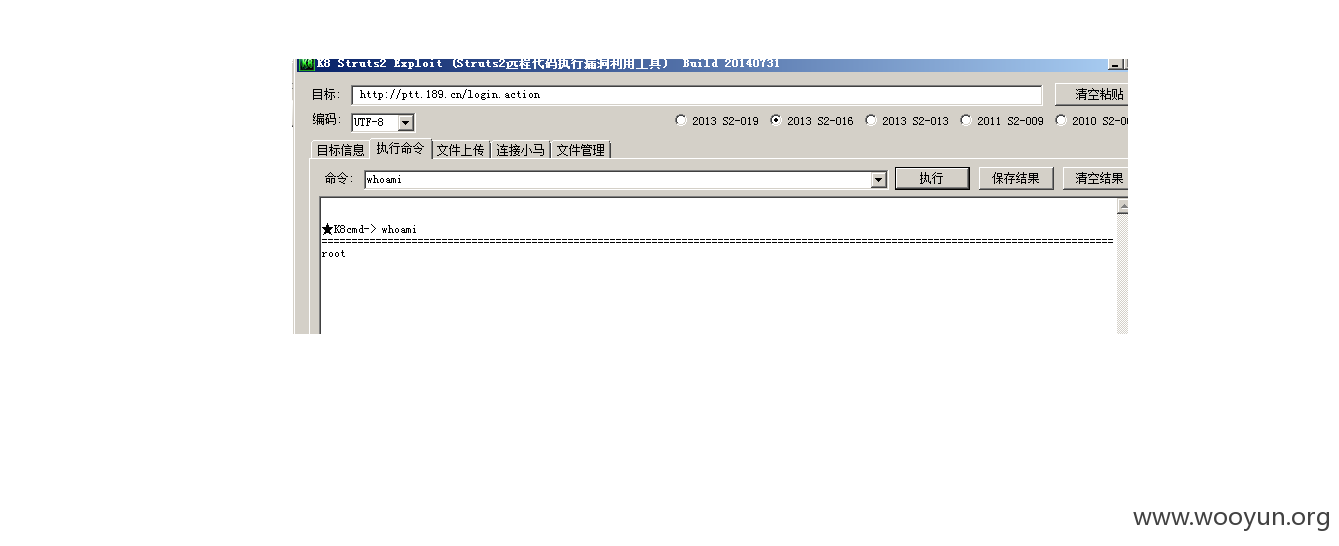 K8 Struts2 Exploit (Struts2远程代码执行漏洞利用工具) Build 20140731
目标: http://ptt.189.cn/login.action 清空粘贴
编码: UTF-8 2013 S2-019 2013 S2-016 2013 S2-013 2011 S2-009 2010 S2-0
目标信息 执行命令 文件上传 连接小马 文件管理
命令: whoami 执行 保存结果 清空结果
★K8cmd-> whoami
====================================================================================================================================
root
www.wooyun.org